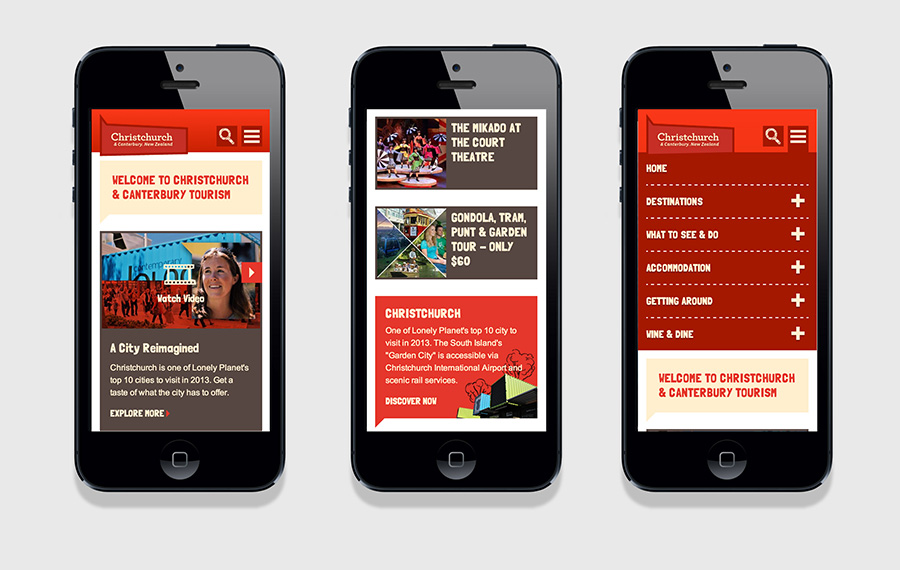 Christchurch
& Canterbury, New Zealand
WELCOME TO CHRISTCHURCH
& CANTERBURY TOURISM
contemporary
Watch Video
A City Reimagined
Christchurch is one of Lonely Planet's
top 10 cities to visit in 2013. Get a
taste of what the city has to offer.
EXPLORE MORE
THE MIKADO AT
THE COURT
THEATRE
GONDOLA, TRAM,
PUNT & GARDEN
TOUR – ONLY
$60
CHRISTCHURCH
One of Lonely Planet's top 10 city to
visit in 2013. The South Island's
"Garden City" is accessible via
Christchurch International Airport and
scenic rail services.
DISCOVER NOW
Christchurch
& Canterbury, New Zealand
HOME
DESTINATIONS
WHAT TO SEE & DO
ACCOMMODATION
GETTING AROUND
WINE & DINE
WELCOME TO CHRISTCHURCH
& CANTERBURY TOURISM